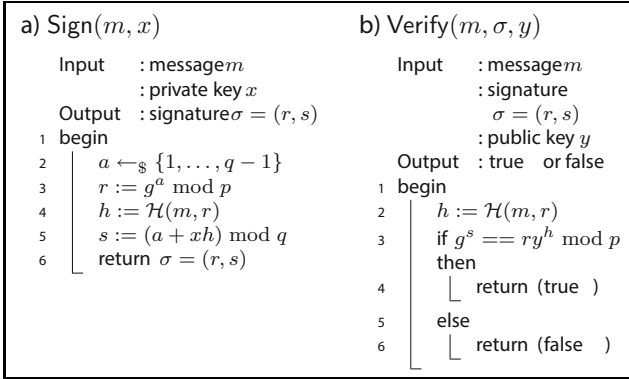 a) Sign(m, x)
Input : message m
: private key x
Output : signature σ = (r, s)
1 begin
2 a ←$ {1, . . . , q − 1}
3 r := g^a mod p
4 h := H(m, r)
5 s := (a + xh) mod q
6 return σ = (r, s)
b) Verify(m, σ, y)
Input : message m
: signature
σ = (r, s)
: public key y
Output : true or false
1 begin
2 h := H(m, r)
3 if g^s == ry^h mod p
then
4 return (true )
5 else
6 return (false )